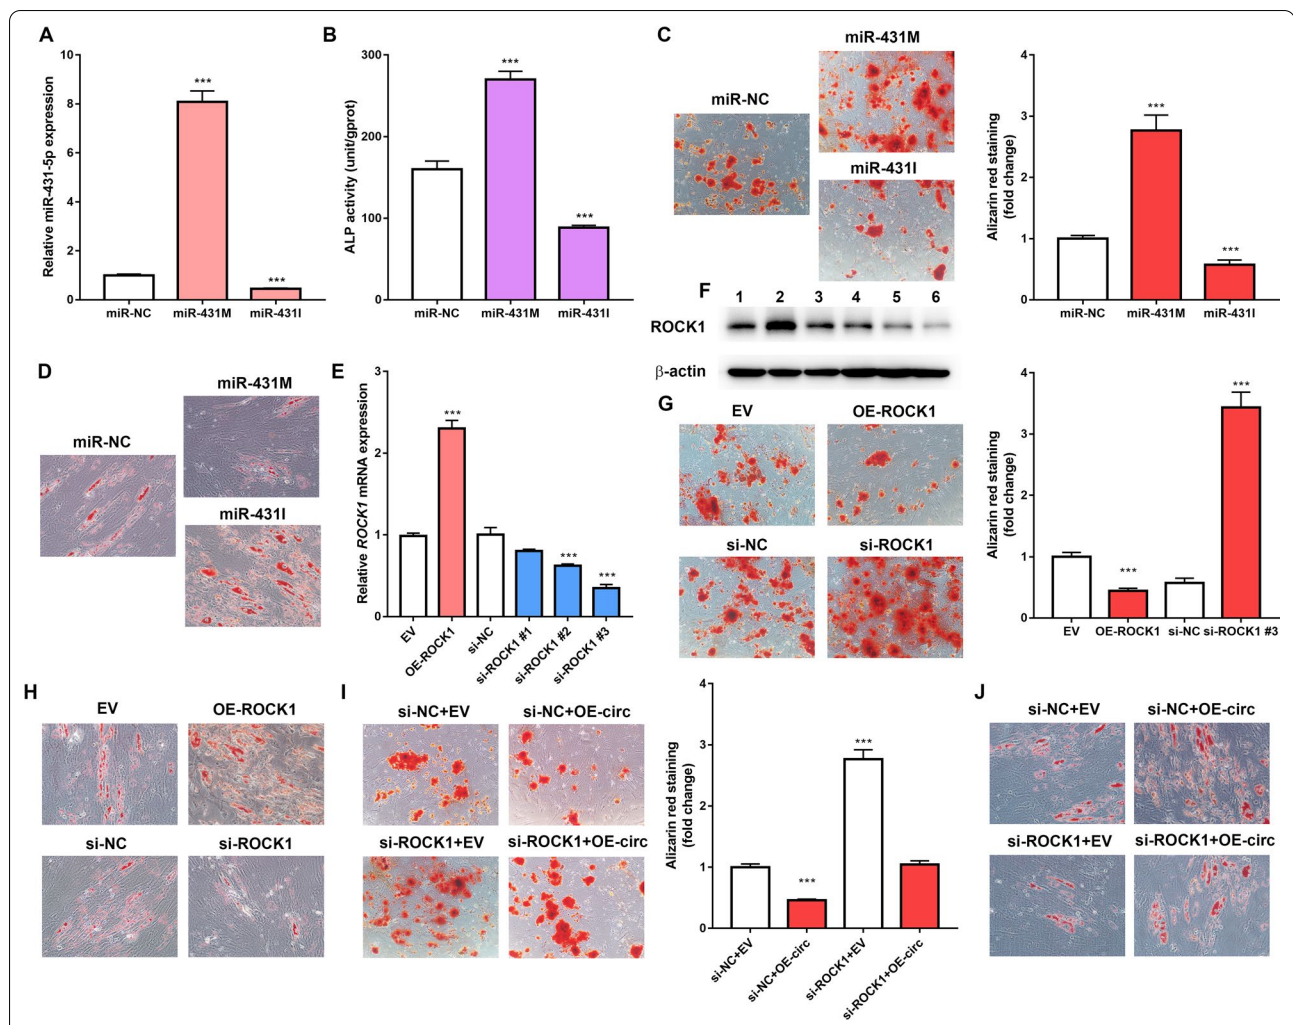 A
Relative miR-431-5p expression
10
8
6
4
2
0
***
***
miR-NC
miR-431M
miR-431I
B
ALP activity (unit/gprot)
300
200
100
0
***
***
miR-NC
miR-431M
miR-431I
C
miR-NC
miR-431M
miR-431I
Alizarin red staining
(fold change)
4
3
2
1
0
***
***
miR-NC
miR-431M
miR-431I
D
miR-NC
miR-431M
miR-431I
E
Relative ROCK1 mRNA expression
3
2
1
0
***
***
***
EV
OE-ROCK1
si-NC
si-ROCK1 #1
si-ROCK1 #2
si-ROCK1 #3
F
1 2 3 4 5 6
ROCK1
β-actin
G
EV
OE-ROCK1
si-NC
si-ROCK1
Alizarin red staining
(fold change)
4
3
2
1
0
***
***
EV
OE-ROCK1
si-NC
si-ROCK1 #3
H
EV
OE-ROCK1
si-NC
si-ROCK1
I
si-NC+EV
si-NC+OE-circ
si-ROCK1+EV
si-ROCK1+OE-circ
Alizarin red staining
(fold change)
4
3
2
1
0
***
***
si-NC+EV
si-NC+OE-circ
si-ROCK1+EV
si-ROCK1+OE-circ
J
si-NC+EV
si-NC+OE-circ
si-ROCK1+EV
si-ROCK1+OE-circ